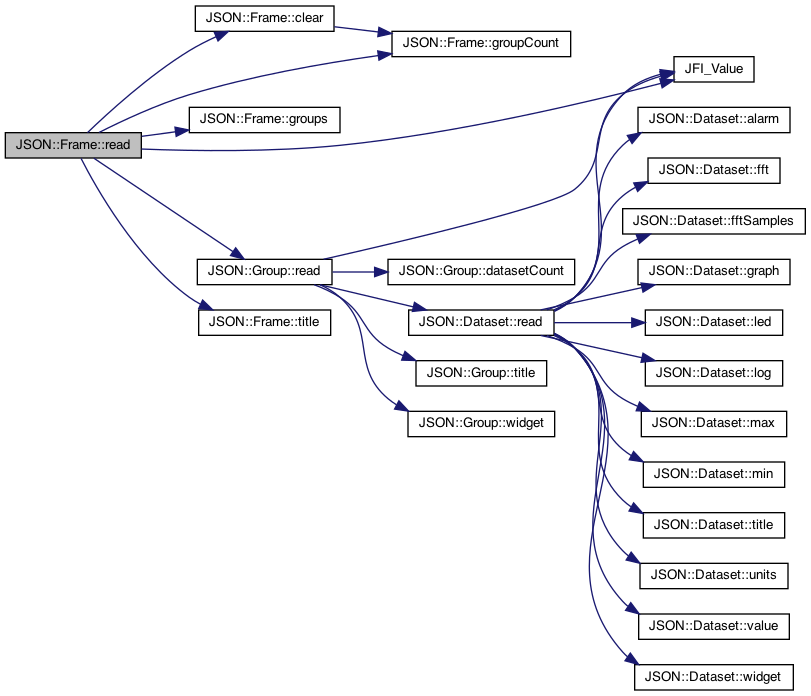 JSON::Frame::clear
JSON::Frame::groupCount
JFI_Value
JSON::Frame::groups
JSON::Dataset::alarm
JSON::Frame::read
JSON::Dataset::fft
JSON::Dataset::fftSamples
JSON::Group::read
JSON::Group::datasetCount
JSON::Dataset::graph
JSON::Frame::title
JSON::Dataset::read
JSON::Dataset::led
JSON::Group::title
JSON::Dataset::log
JSON::Group::widget
JSON::Dataset::max
JSON::Dataset::min
JSON::Dataset::title
JSON::Dataset::units
JSON::Dataset::value
JSON::Dataset::widget